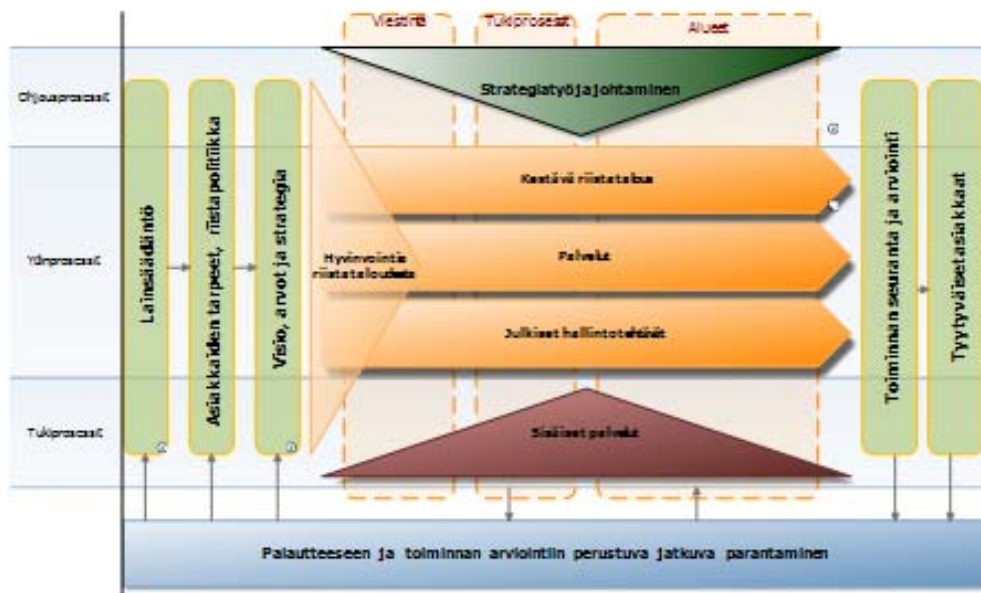 Viestintä
Tukiprosessit
Alueet
Ohjausprosessit
Strategiatyö ja johtaminen
Ydinprosessit
Lainsäädäntö
Asiakkaiden tarpeet, riistapolitiikka
Visio, arvot ja strategia
Hyvinvointia
riistataloudesta
Kestävä riistatalous
Palvelut
Julkiset hallintotehtävät
Toiminnan seuranta ja arviointi
Tyytyväiset asiakkaat
Tukiprosessit
Sisäiset palvelut
Palautteeseen ja toiminnan arviointiin perustuva jatkuva parantaminen